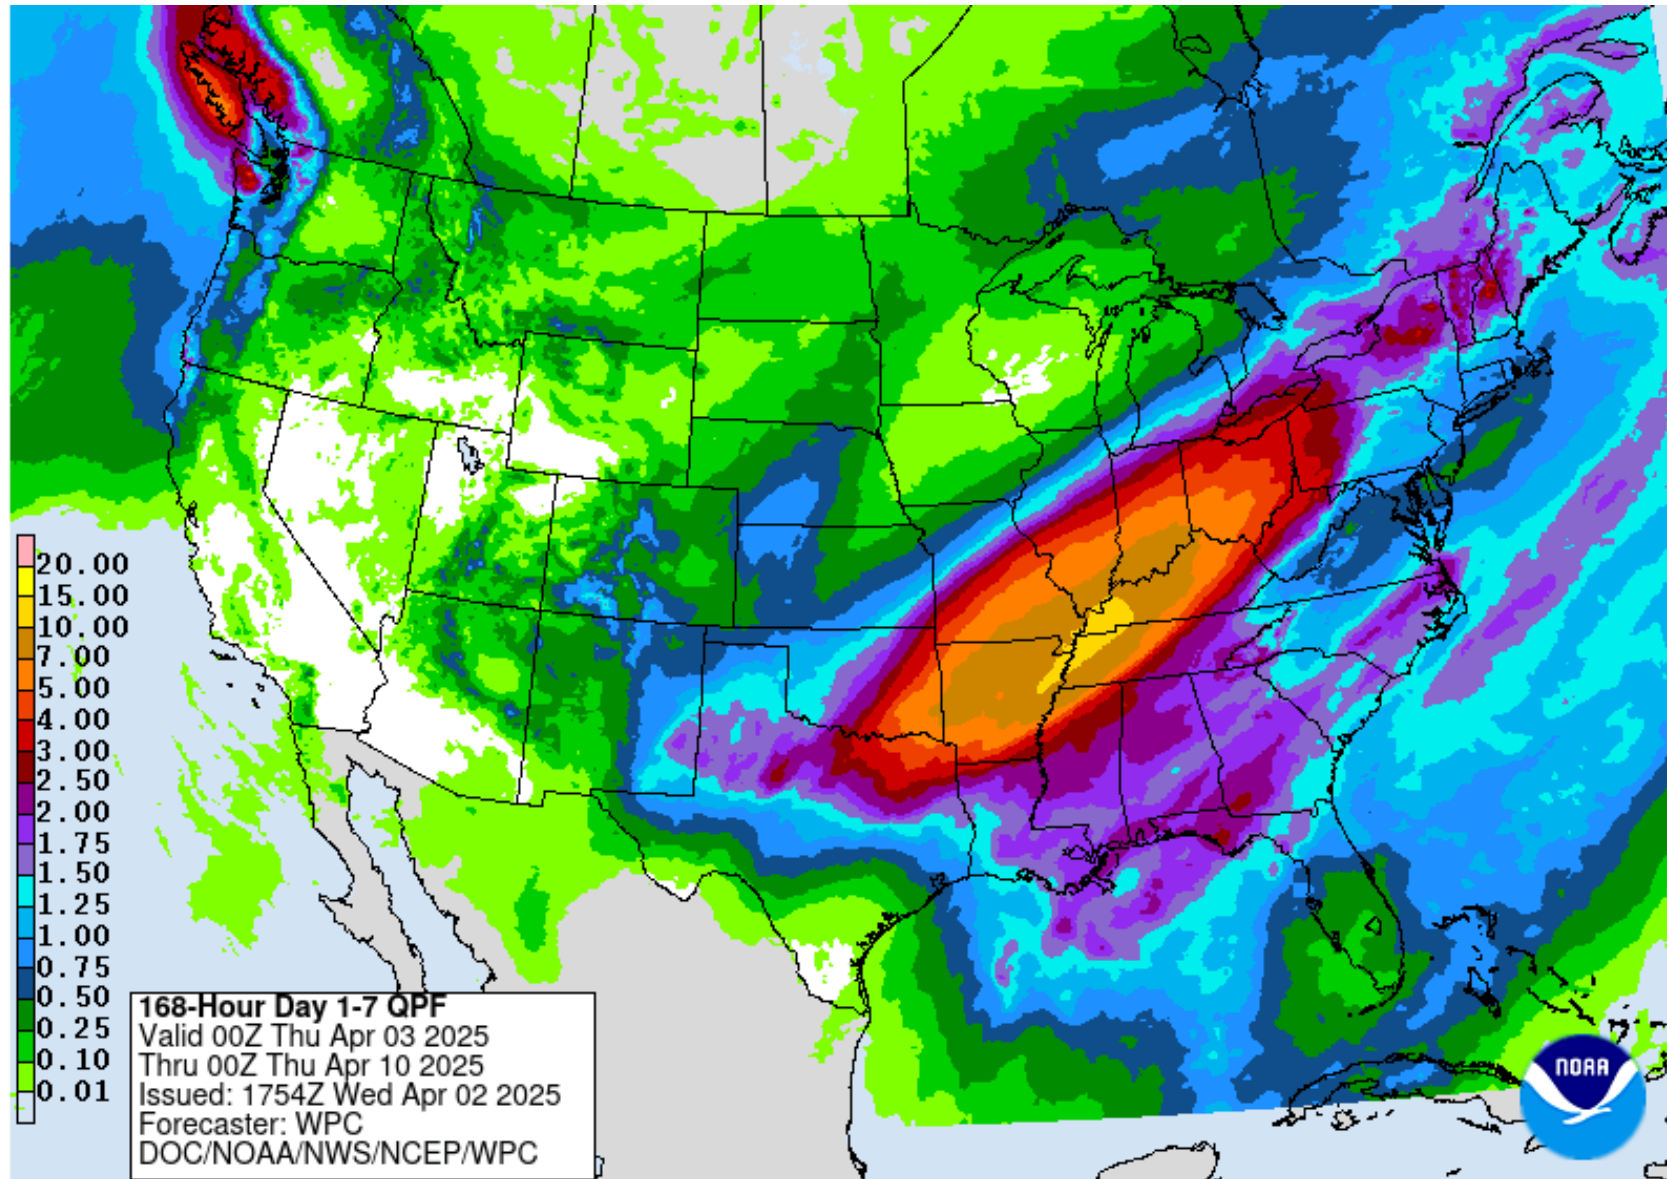 20.00
15.00
10.00
7.00
5.00
4.00
3.00
2.50
2.00
1.75
1.50
1.25
1.00
0.75
0.50
0.25
0.10
0.01
168-Hour Day 1-7 QPF
Valid 00Z Thu Apr 03 2025
Thru 00Z Thu Apr 10 2025
Issued: 1754Z Wed Apr 02 2025
Forecaster: WPC
DOC/NOAA/NWS/NCEP/WPC
NOAA